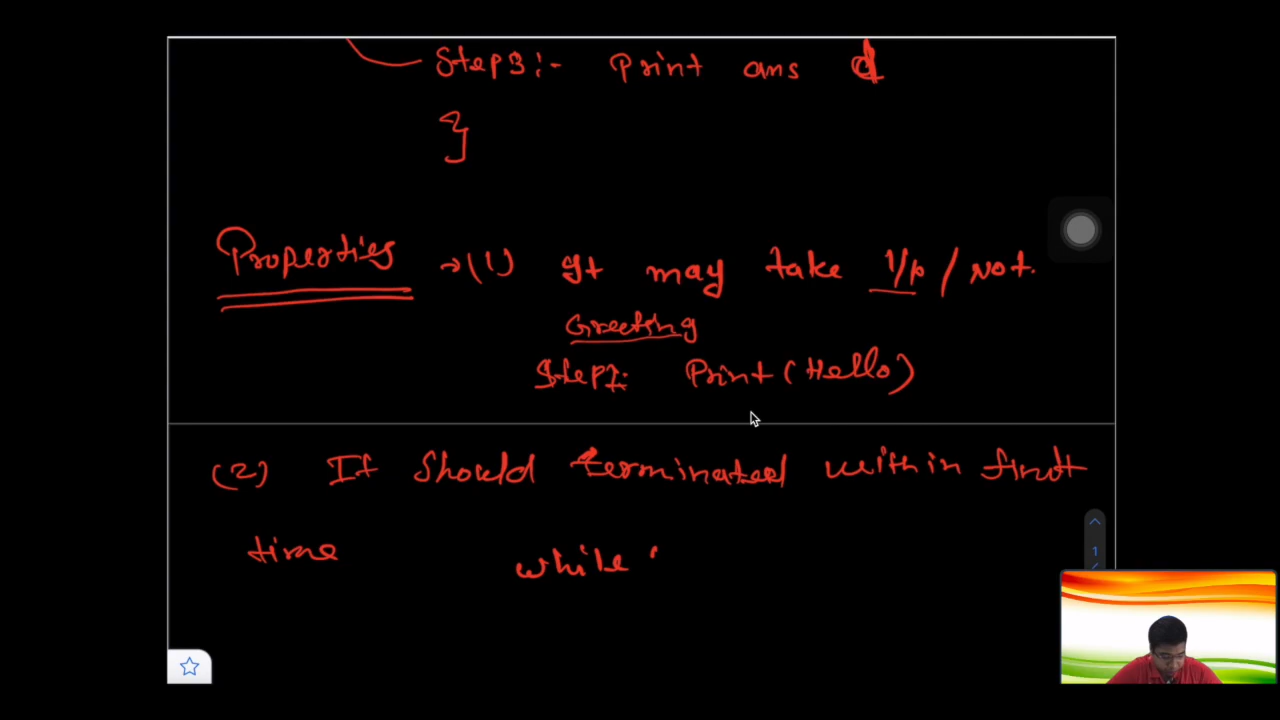 Step3:- Print ans d
}
Properties →(1) It may take i/p / Not.
Greeting
Step1: Print(Hello)
(2) It Should terminated within finit
time while (
1